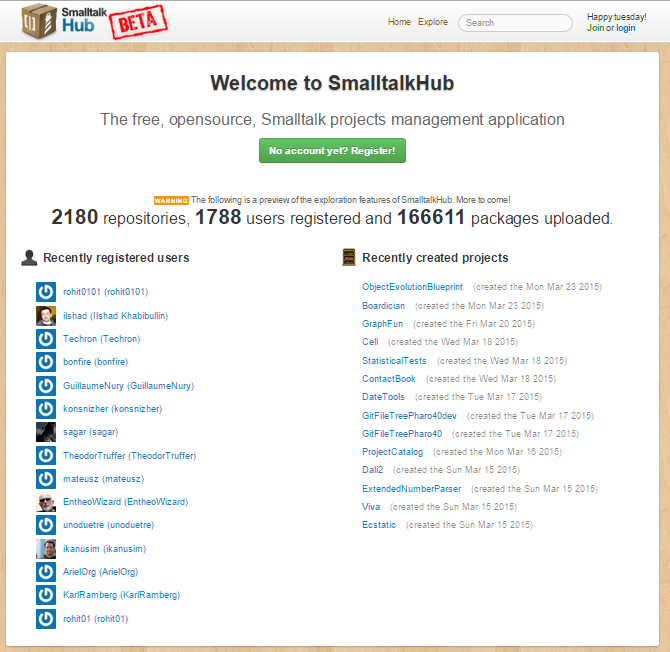 Smalltalk
Hub
BETA
Home Explore Search Happy tuesday!
Join or login
Welcome to SmalltalkHub
The free, opensource, Smalltalk projects management application
No account yet? Register!
WARNING The following is a preview of the exploration features of SmalltalkHub. More to come!
2180 repositories, 1788 users registered and 166611 packages uploaded.
Recently registered users
rohit0101 (rohit0101)
ilshad (Ilshad Khabibullin)
Techron (Techron)
bonfire (bonfire)
GuillaumeNury (GuillaumeNury)
konsnizher (konsnizher)
sagar (sagar)
TheodorTruffer (TheodorTruffer)
mateusz (mateusz)
EntheoWizard (EntheoWizard)
unoduetre (unoduetre)
ikanusim (ikanusim)
ArielOrg (ArielOrg)
KarlRamberg (KarlRamberg)
rohit01 (rohit01)
Recently created projects
ObjectEvolutionBlueprint (created the Mon Mar 23 2015)
Boardician (created the Mon Mar 23 2015)
GraphFun (created the Fri Mar 20 2015)
Cell (created the Wed Mar 18 2015)
StatisticalTests (created the Wed Mar 18 2015)
ContactBook (created the Wed Mar 18 2015)
DateTools (created the Tue Mar 17 2015)
GitFileTreePharo40dev (created the Tue Mar 17 2015)
GitFileTreePharo40 (created the Tue Mar 17 2015)
ProjectCatalog (created the Mon Mar 16 2015)
Dali2 (created the Sun Mar 15 2015)
ExtendedNumberParser (created the Sun Mar 15 2015)
Viva (created the Sun Mar 15 2015)
Ecstatic (created the Sun Mar 15 2015)